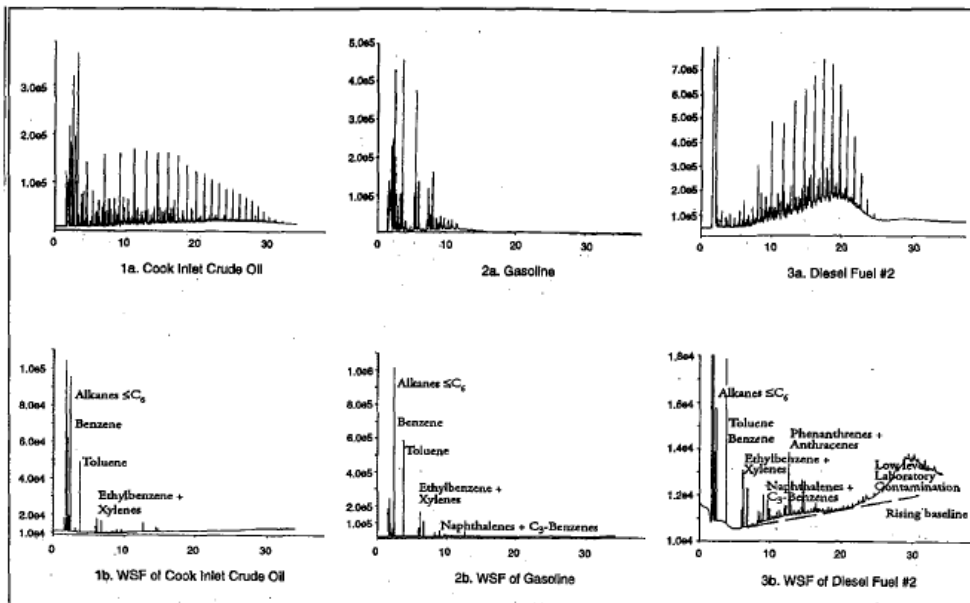 3.0e5
2.0e5
1.0e5
0 10 20 30
1a. Cook Inlet Crude Oil
5.0e5
4.0e5
3.0e5
2.0e5
1.0e5
0 10 20 30
2a. Gasoline
7.0e5
6.0e5
5.0e5
4.0e5
3.0e5
2.0e5
1.0e5
0 10 20 30
3a. Diesel Fuel #2
1.0e5
8.0e4
6.0e4
4.0e4
2.0e4
1.0e4
Alkanes ≤C₆
Benzene
Toluene
Ethylbenzene +
Xylenes
0 10 20 30
1b. WSF of Cook Inlet Crude Oil
1.0e6
8.0e5
6.0e5
4.0e5
2.0e5
1.0e5
Alkanes ≤C₆
Benzene
Toluene
Ethylbenzene +
Xylenes
Naphthalenes + C₃-Benzenes
0 10 20 30
2b. WSF of Gasoline
1.8e4
1.6e4
1.4e4
1.2e4
1.0e4
Alkanes ≤C₆
Toluene
Benzene
Phenanthrenes +
Anthracenes
Ethylbenzene +
Xylenes
Naphthalenes +
C₃-Benzenes
Low level
Laboratory
Contamination
Rising baseline
0 10 20 30
3b. WSF of Diesel Fuel #2